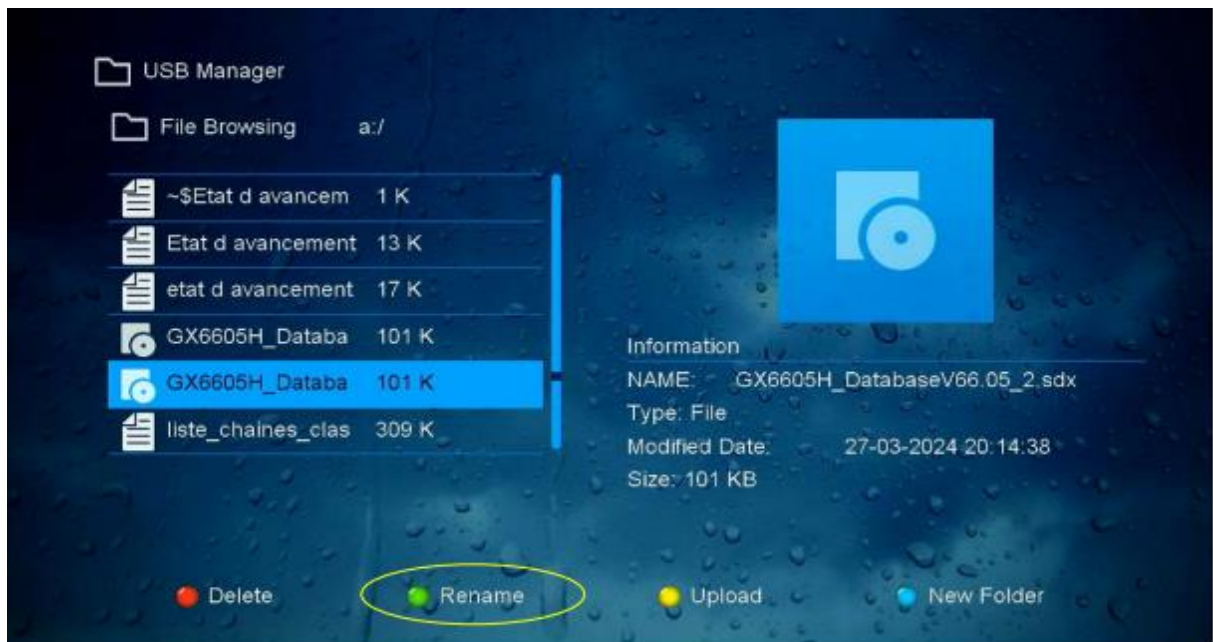 USB Manager
File Browsing a:/
~$Etat d avancem 1 K
Etat d avancement 13 K
etat d avancement 17 K
GX6605H_Databa 101 K
GX6605H_Databa 101 K
liste_chaines_clas 309 K
Information
NAME: GX6605H_DatabaseV66.05_2.sdx
Type: File
Modified Date: 27-03-2024 20:14:38
Size: 101 KB
Delete Rename Upload New Folder